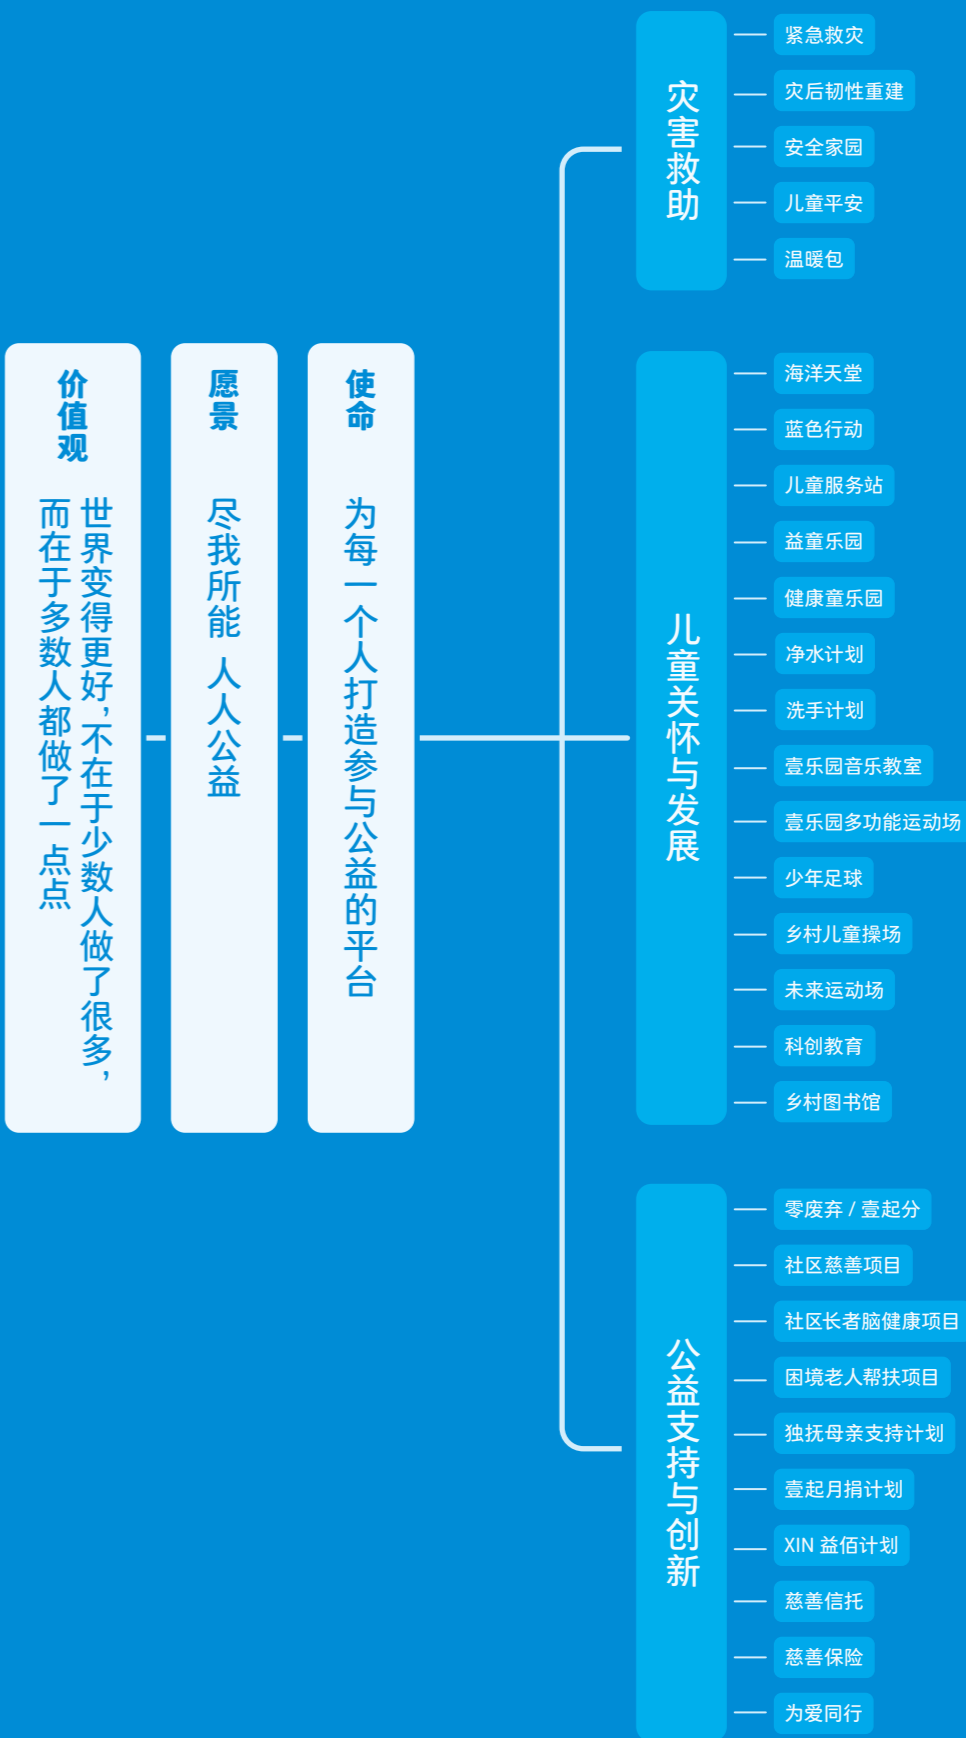 价值观
世界变得更好，不在于少数人做了很多，
而在于多数人都做了一点点
愿景
尽我所能 人人公益
使命
为每一个人打造参与公益的平台
灾害救助
紧急救灾
灾后韧性重建
安全家园
儿童平安
温暖包
儿童关怀与发展
海洋天堂
蓝色行动
儿童服务站
益童乐园
健康童乐园
净水计划
洗手计划
壹乐园音乐教室
壹乐园多功能运动场
少年足球
乡村儿童操场
未来运动场
科创教育
乡村图书馆
公益支持与创新
零废弃 / 壹起分
社区慈善项目
社区长者脑健康项目
困境老人帮扶项目
独抚母亲支持计划
壹起月捐计划
XIN 益佰计划
慈善信托
慈善保险
为爱同行